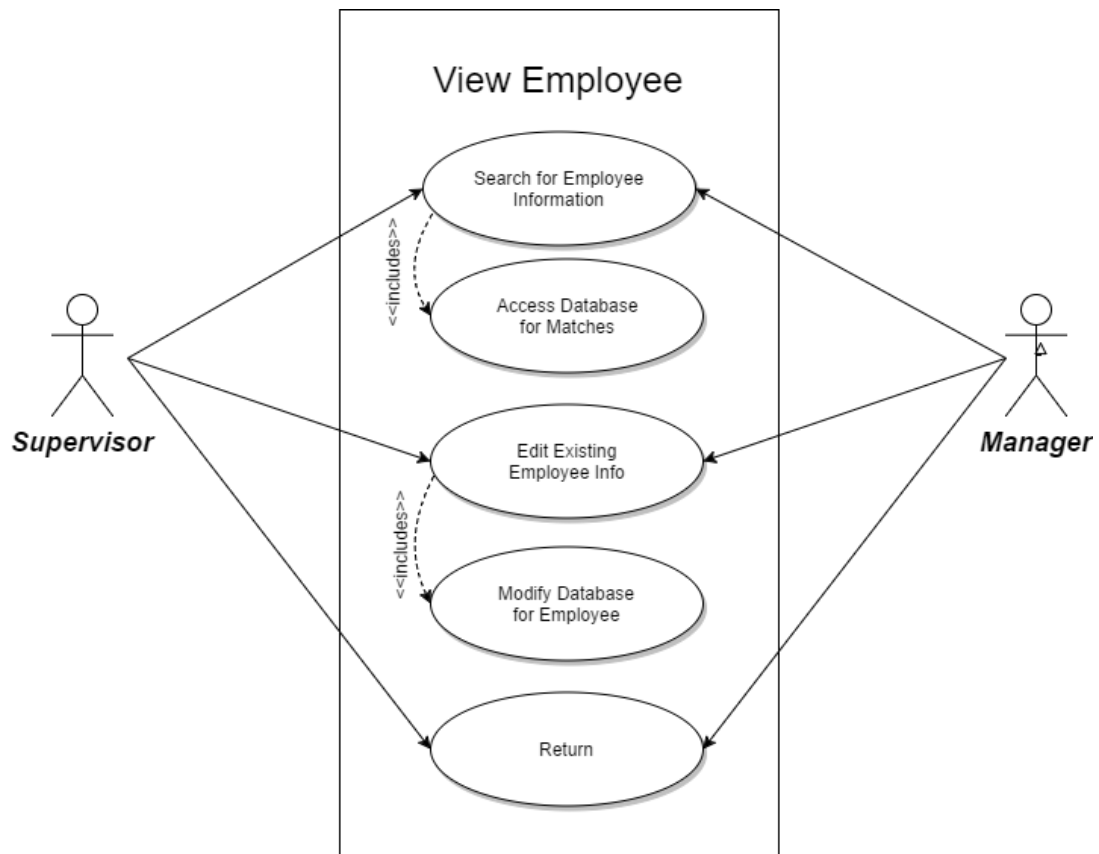 View Employee
Search for Employee
Information
<<includes>>
Access Database
for Matches
Supervisor
Manager
Edit Existing
Employee Info
<<includes>>
Modify Database
for Employee
Return